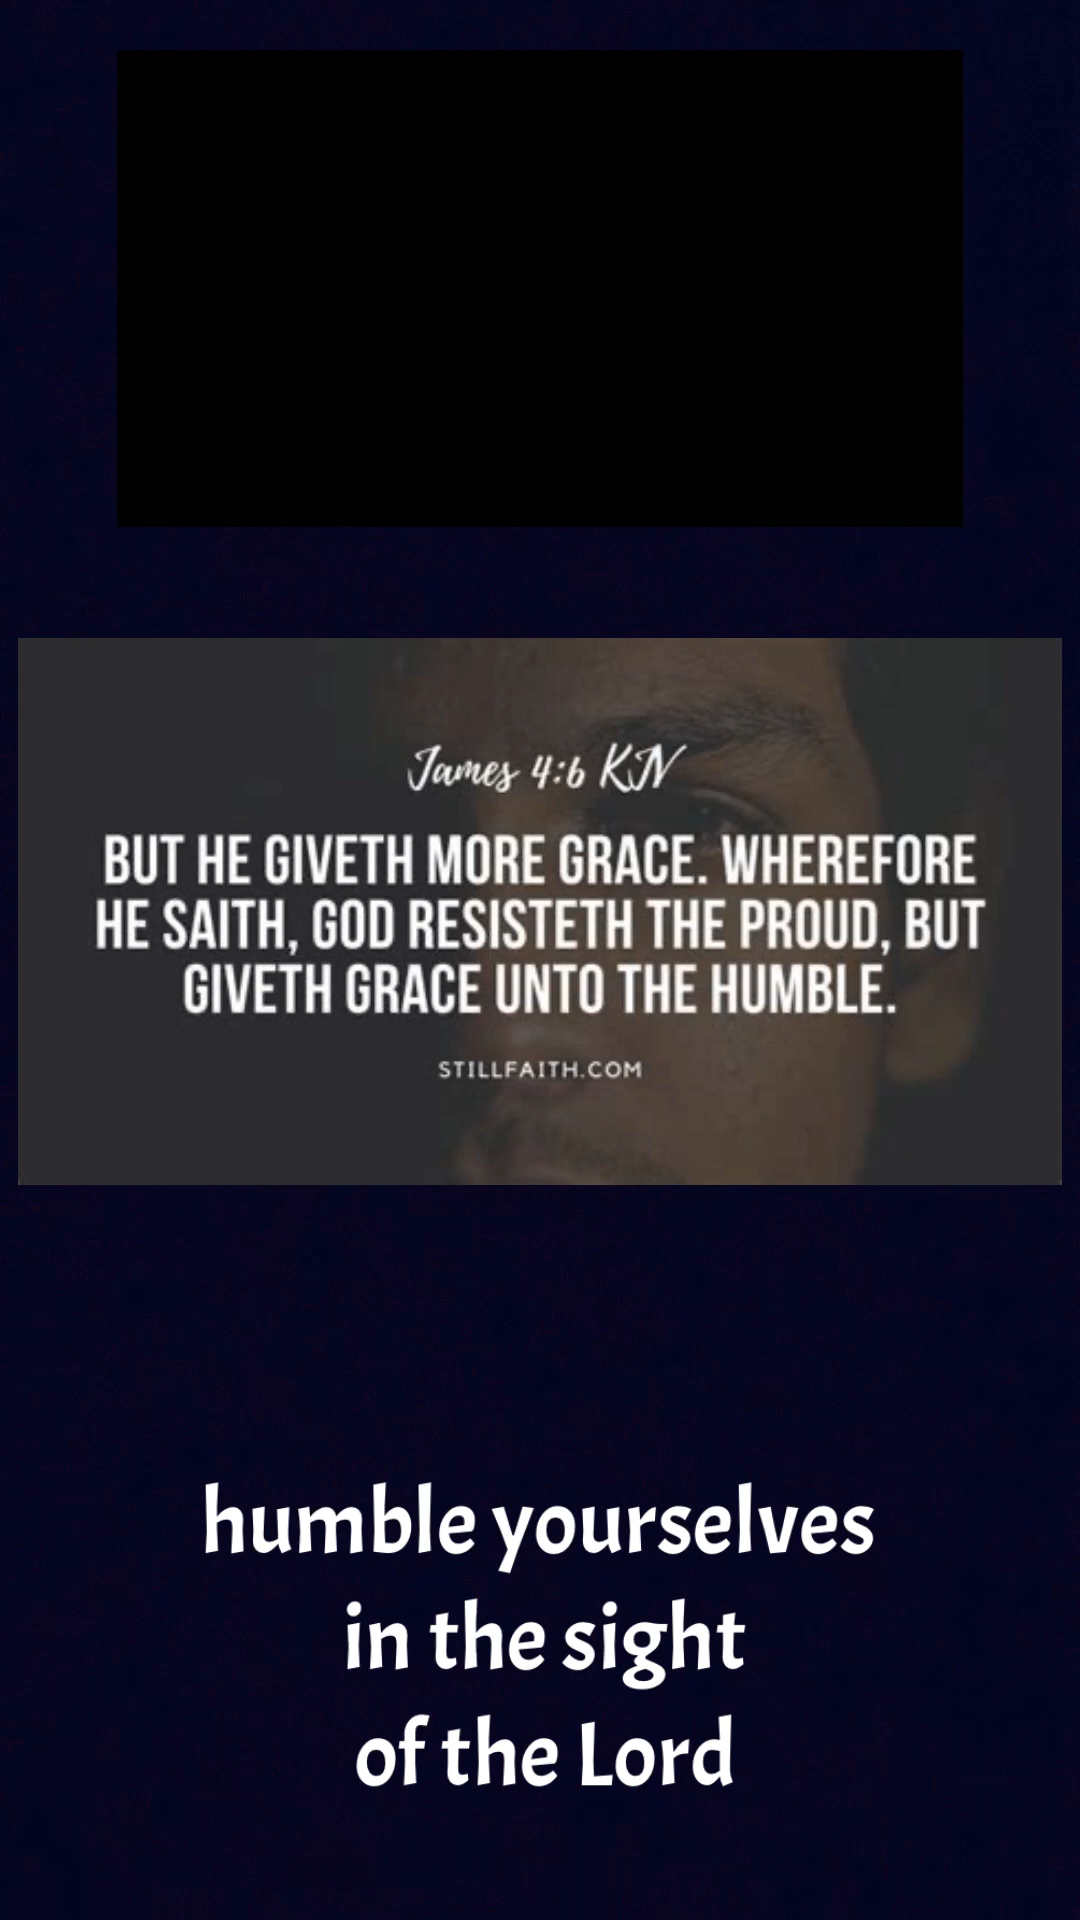 James 4:6 KJV
BUT HE GIVETH MORE GRACE. WHEREFORE
HE SAITH, GOD RESISTETH THE PROUD, BUT
GIVETH GRACE UNTO THE HUMBLE.
STILLFAITH.COM
humble yourselves
in the sight
of the Lord